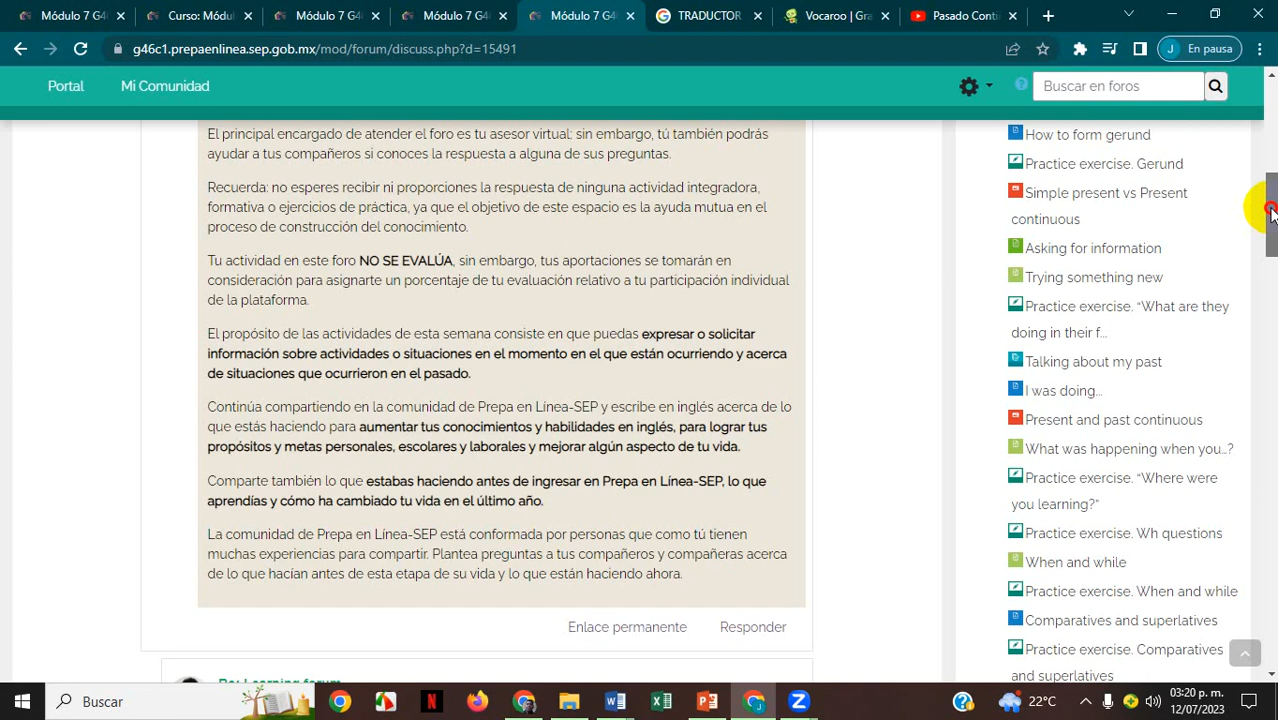 Módulo 7 G4
Curso: Módul
Módulo 7 G4
Módulo 7 G4
Módulo 7 G4
TRADUCTOR
Vocaroo | Gra
Pasado Conti
g46c1.prepaenlinea.sep.gob.mx/mod/forum/discuss.php?d=15491
J En pausa
Portal
Mi Comunidad
Buscar en foros
El principal encargado de atender el foro es tu asesor virtual; sin embargo, tú también podrás
ayudar a tus compañeros si conoces la respuesta a alguna de sus preguntas.
Recuerda: no esperes recibir ni proporciones la respuesta de ninguna actividad integradora,
formativa o ejercicios de práctica, ya que el objetivo de este espacio es la ayuda mutua en el
proceso de construcción del conocimiento.
Tu actividad en este foro NO SE EVALÚA, sin embargo, tus aportaciones se tomarán en
consideración para asignarte un porcentaje de tu evaluación relativo a tu participación individual
de la plataforma.
El propósito de las actividades de esta semana consiste en que puedas expresar o solicitar
información sobre actividades o situaciones en el momento en el que están ocurriendo y acerca
de situaciones que ocurrieron en el pasado.
Continúa compartiendo en la comunidad de Prepa en Línea-SEP y escribe en inglés acerca de lo
que estás haciendo para aumentar tus conocimientos y habilidades en inglés, para lograr tus
propósitos y metas personales, escolares y laborales y mejorar algún aspecto de tu vida.
Comparte también lo que estabas haciendo antes de ingresar en Prepa en Línea-SEP, lo que
aprendías y cómo ha cambiado tu vida en el último año.
La comunidad de Prepa en Línea-SEP está conformada por personas que como tú tienen
muchas experiencias para compartir. Plantea preguntas a tus compañeros y compañeras acerca
de lo que hacían antes de esta etapa de su vida y lo que están haciendo ahora.
Enlace permanente
Responder
Re: Learning forum
How to form gerund
Practice exercise. Gerund
Simple present vs Present
continuous
Asking for information
Trying something new
Practice exercise. “What are they
doing in their f...
Talking about my past
I was doing...
Present and past continuous
What was happening when you…?
Practice exercise. “Where were
you learning?”
Practice exercise. Wh questions
When and while
Practice exercise. When and while
Comparatives and superlatives
Practice exercise. Comparatives
and superlatives
Buscar
22°C
03:20 p. m.
12/07/2023